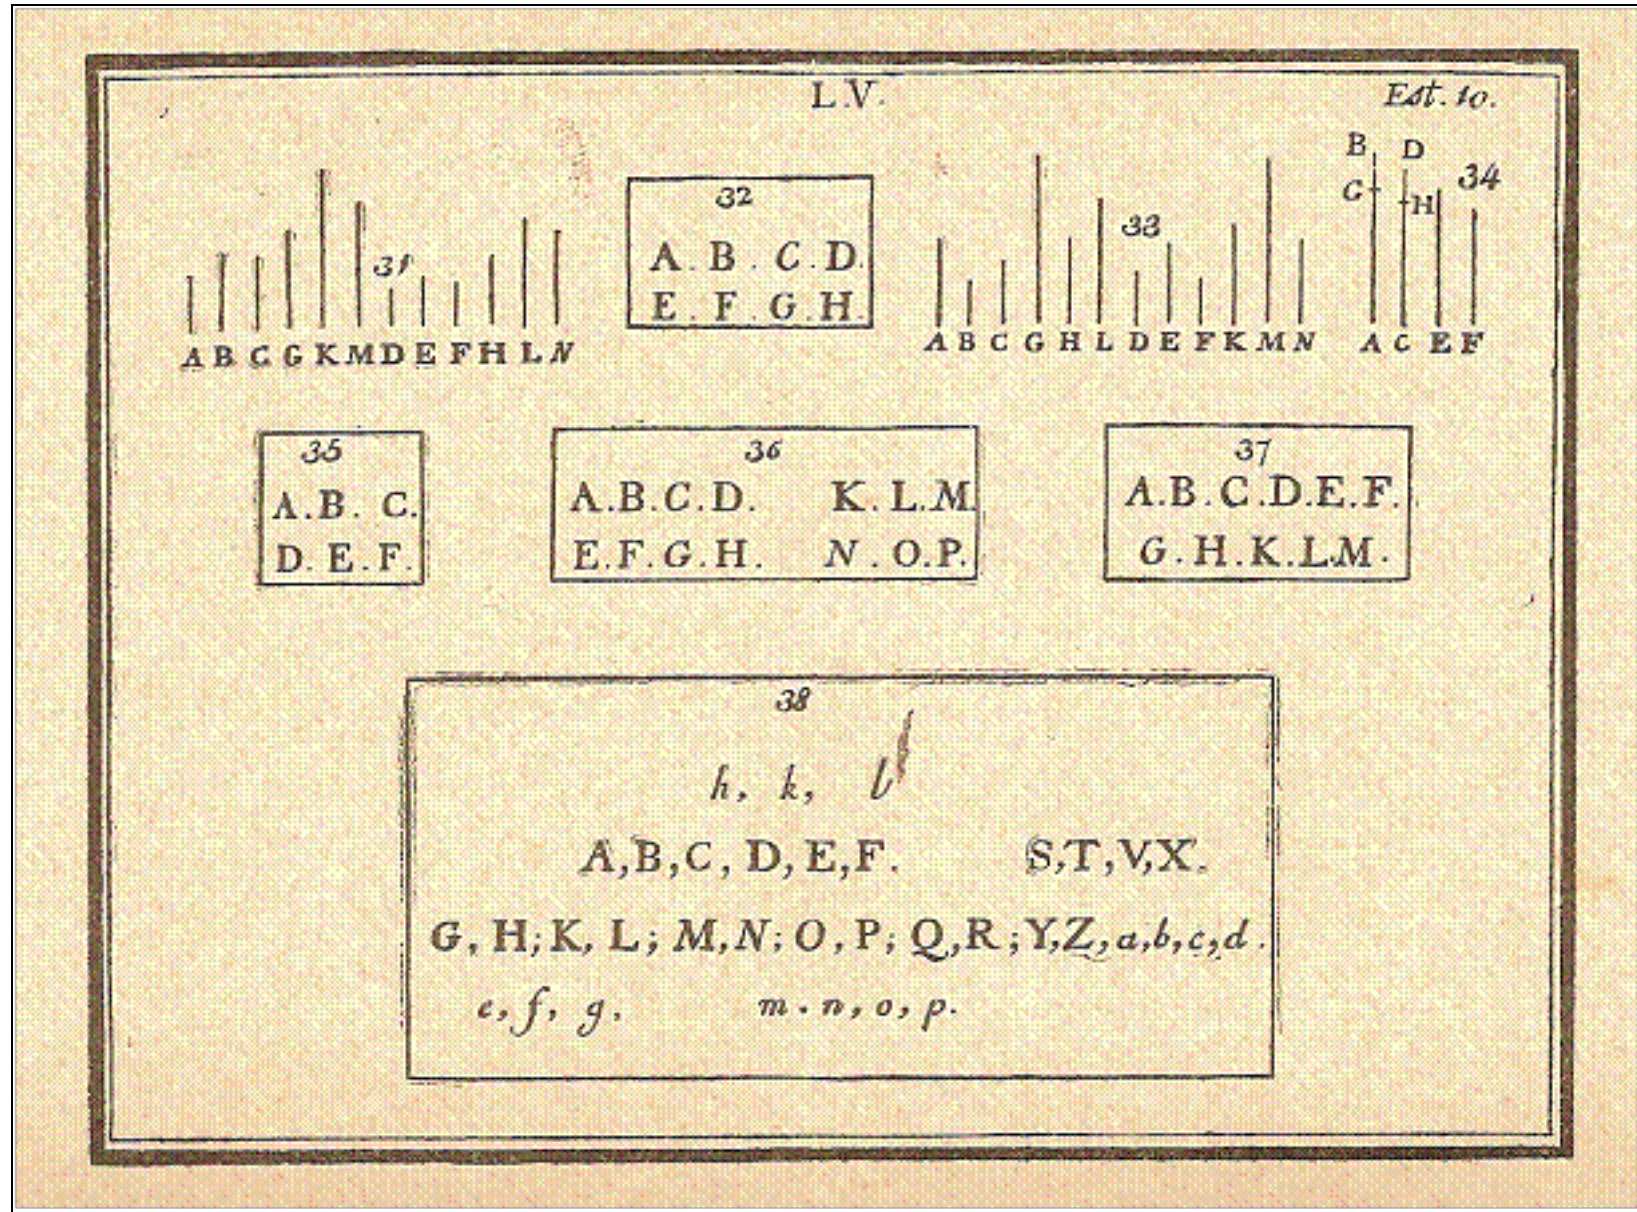 L.V.
Est. 10.
31
A B C G K M D E F H L N
32
A. B. C. D.
E. F. G. H.
33
A B C G H L D E F K M N
B D
G H
34
A C E F
35
A. B. C.
D. E. F.
36
A.B.C.D. K. L.M.
E.F.G.H. N. O.P.
37
A.B.C.D.E.F.
G.H.K.L.M.
38
h, k, l
A,B,C, D, E,F. S,T,V,X.
G, H; K, L; M,N; O, P; Q,R; Y,Z, a,b,c,d.
e, f, g. m. n, o, p.